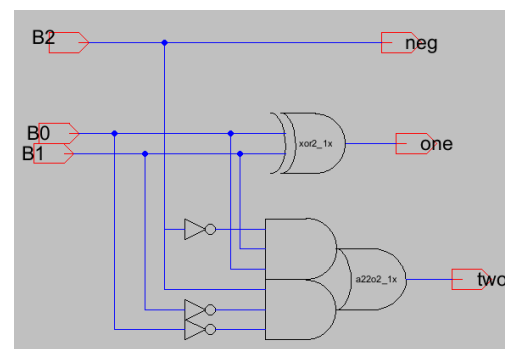 B2
neg
B0
B1
xor2_1x
one
a22o2_1x
two